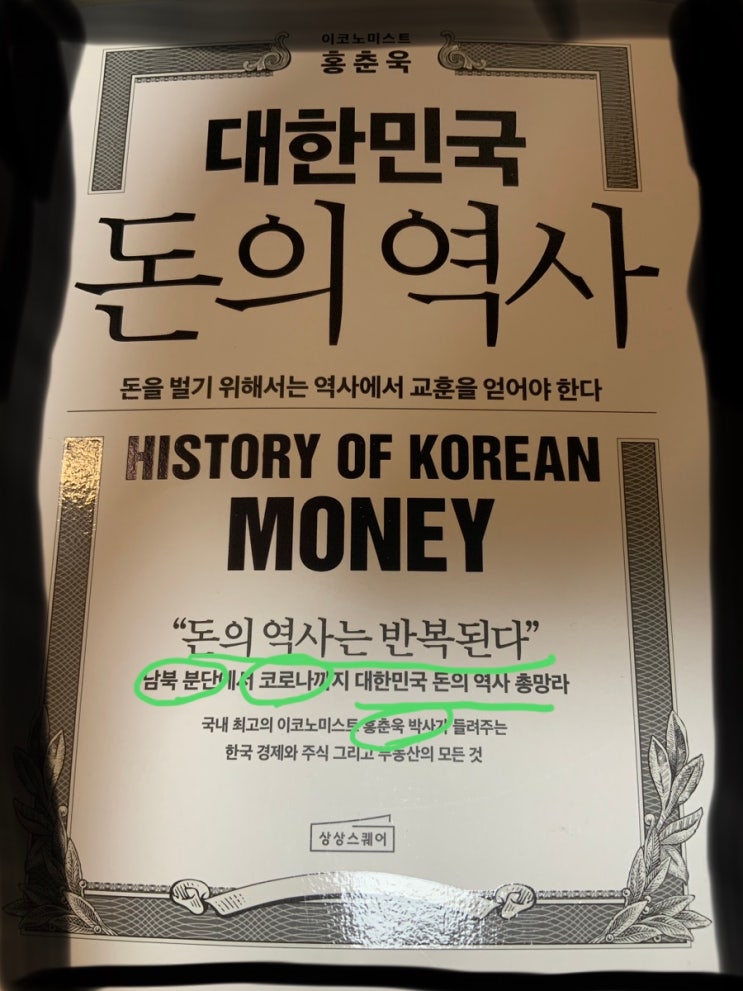 이코노미스트
홍춘욱
대한민국
돈의 역사
돈을 벌기 위해서는 역사에서 교훈을 얻어야 한다
HISTORY OF KOREAN
MONEY
“돈의 역사는 반복된다”
남북 분단에서 코로나까지 대한민국 돈의 역사 총망라
국내 최고의 이코노미스트 홍춘욱 박사가 들려주는
한국 경제와 주식 그리고 부동산의 모든 것
상상스퀘어